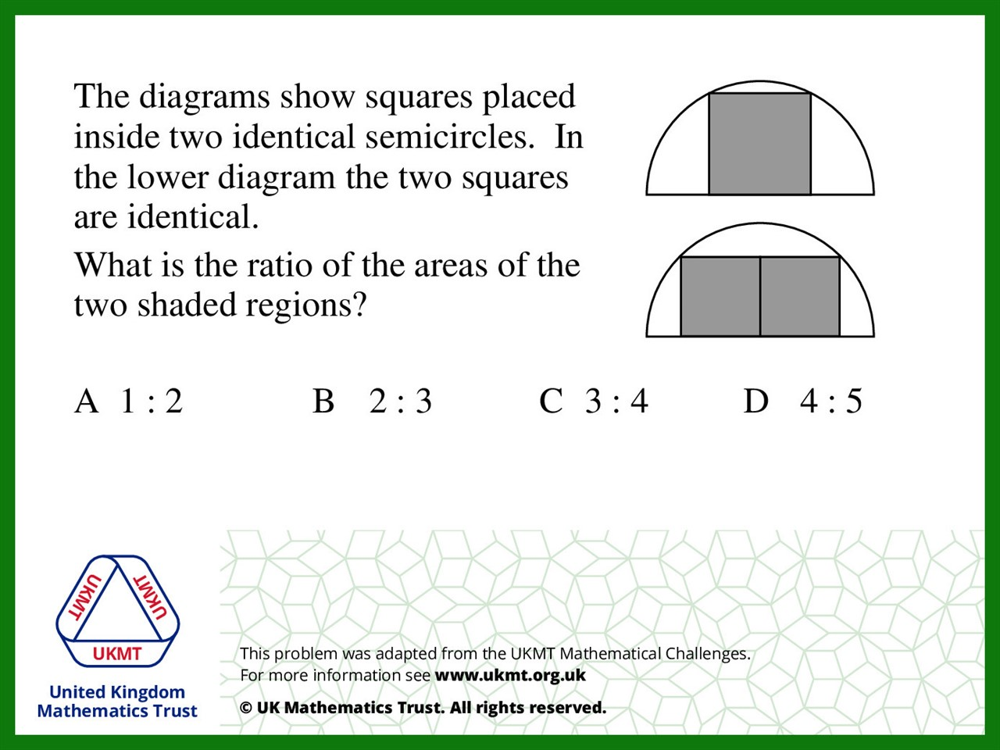 The diagrams show squares placed
inside two identical semicircles. In
the lower diagram the two squares
are identical.
What is the ratio of the areas of the
two shaded regions?
A 1 : 2 B 2 : 3 C 3 : 4 D 4 : 5
UKMT UKMT
UKMT
United Kingdom
Mathematics Trust
This problem was adapted from the UKMT Mathematical Challenges.
For more information see www.ukmt.org.uk
© UK Mathematics Trust. All rights reserved.